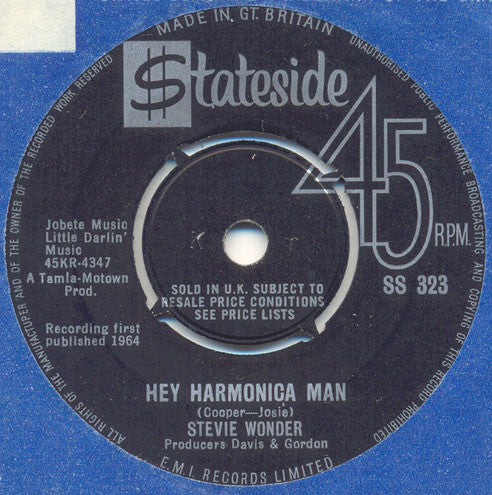 MADE IN GT. BRITAIN
ALL RIGHTS OF THE MANUFACTURER AND OF THE OWNER OF THE RECORDED WORK RESERVED
UNAUTHORISED PUBLIC PERFORMANCE BROADCASTING AND COPYING OF THIS RECORD PROHIBITED
$tateside
45
R.P.M.
SS 323
Jobete Music
Little Darlin'
Music
45KR-4347
A Tamla-Motown
Prod.
SOLD IN U.K. SUBJECT TO
RESALE PRICE CONDITIONS
SEE PRICE LISTS
Recording first
published 1964
HEY HARMONICA MAN
(Cooper—Josie)
STEVIE WONDER
Producers Davis & Gordon
E.M.I. RECORDS LIMITED